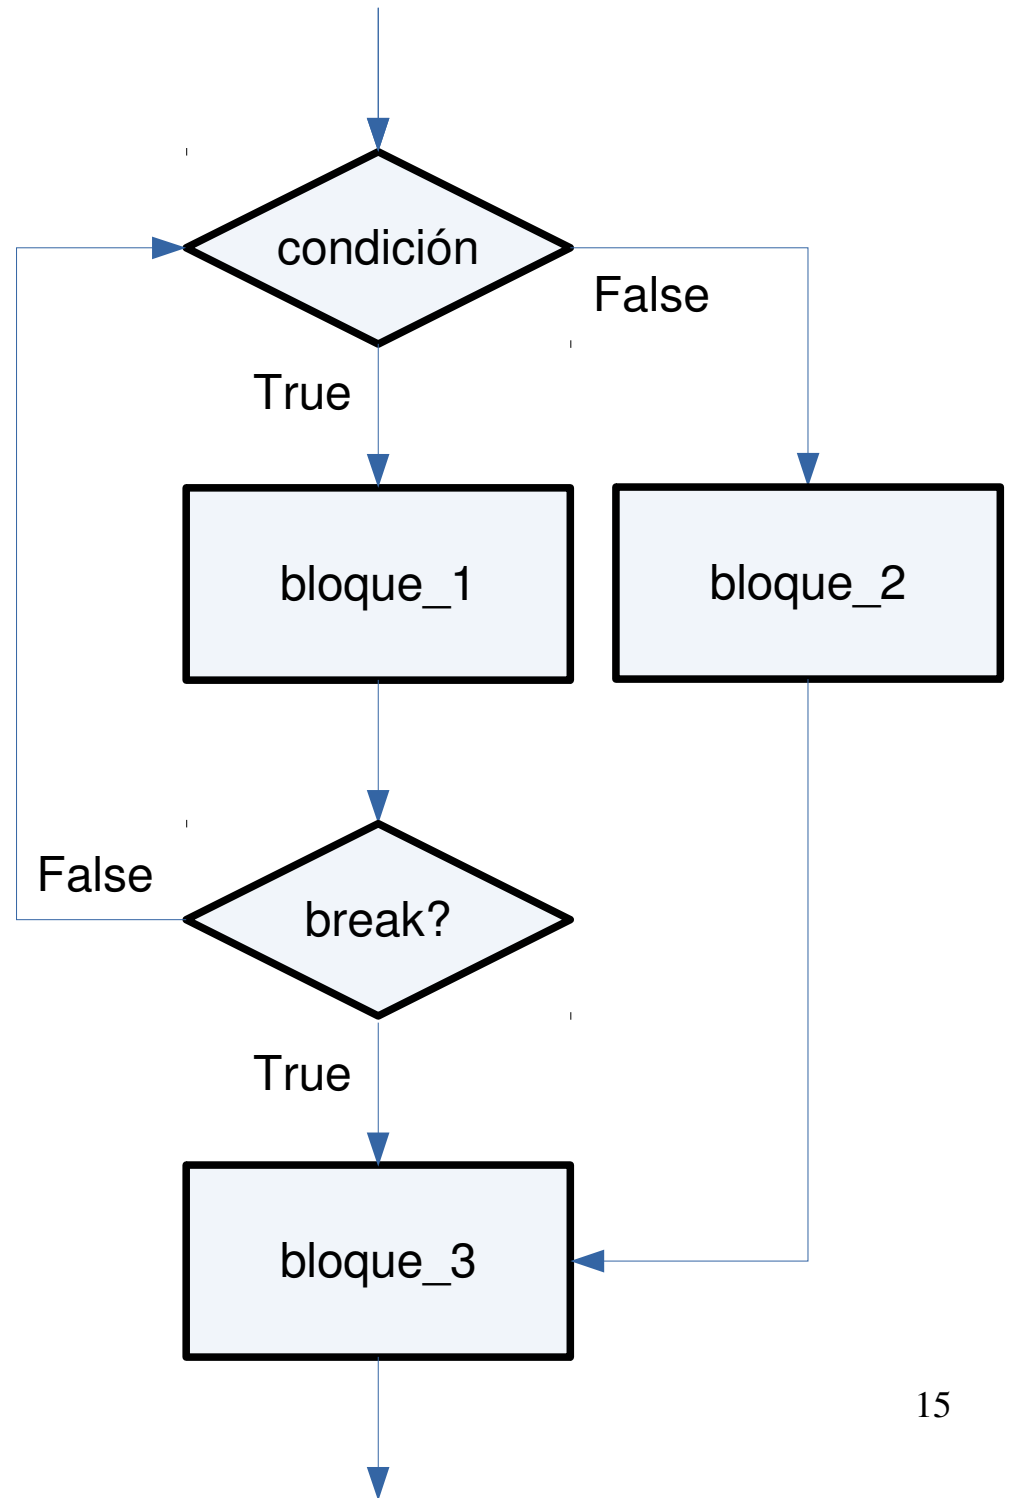 condición
False
True
bloque_1
bloque_2
False
break?
True
bloque_3
15